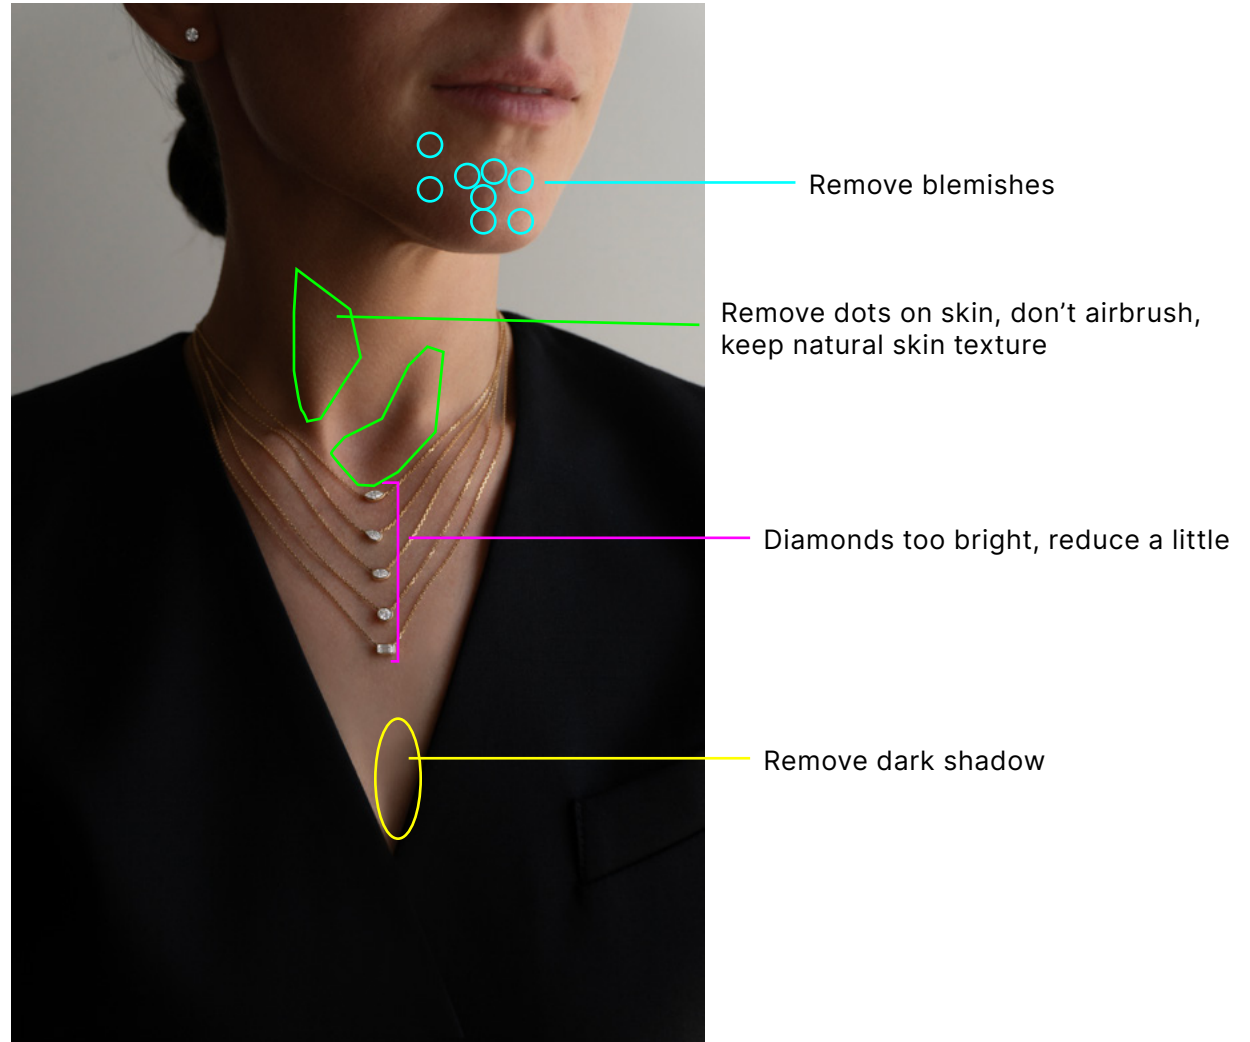 Remove blemishes
Remove dots on skin, don’t airbrush,
keep natural skin texture
Diamonds too bright, reduce a little
Remove dark shadow